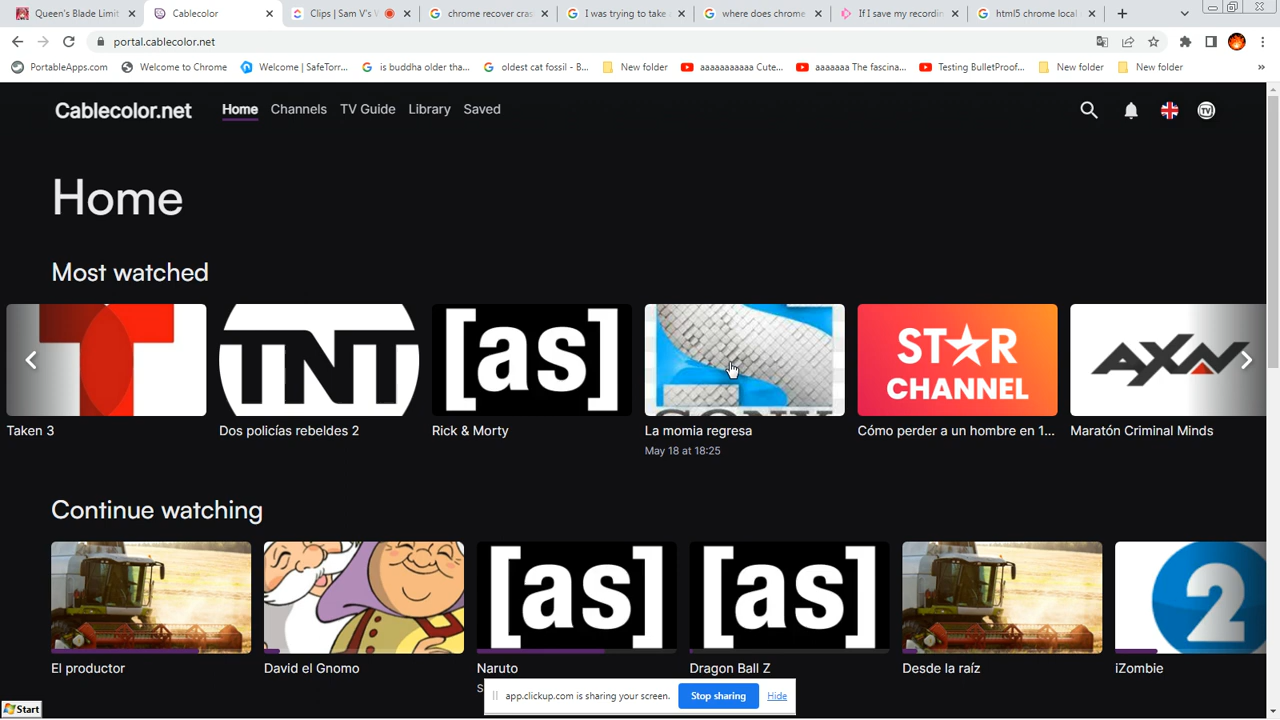 Queen's Blade Limit
Cablecolor
Clips | Sam V's
chrome recover cras
I was trying to take
where does chrome
If I save my recordin
html5 chrome local
portal.cablecolor.net
PortableApps.com
Welcome to Chrome
Welcome | SafeTorr...
is buddha older tha...
oldest cat fossil - B...
New folder
aaaaaaaaaaa Cute...
aaaaaaa The fascina...
Testing BulletProof...
New folder
New folder
»
Cablecolor.net
Home
Channels
TV Guide
Library
Saved
TV
Home
Most watched
TNT
[as]
SONY
STAR
CHANNEL
AXN
Taken 3
Dos policías rebeldes 2
Rick & Morty
La momia regresa
Cómo perder a un hombre en 1...
Maratón Criminal Minds
May 18 at 18:25
Continue watching
[as]
[as]
2
El productor
David el Gnomo
Naruto
Dragon Ball Z
Desde la raíz
iZombie
app.clickup.com is sharing your screen.
Stop sharing
Hide
Start